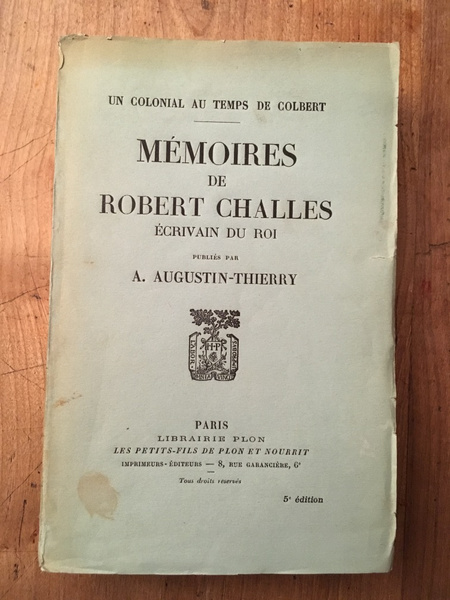 UN COLONIAL AU TEMPS DE COLBERT
MÉMOIRES
DE
ROBERT CHALLES
ÉCRIVAIN DU ROI
PUBLIÉS PAR
A. AUGUSTIN-THIERRY
PARIS
LIBRAIRIE PLON
LES PETITS-FILS DE PLON ET NOURRIT
IMPRIMEURS-ÉDITEURS — 8, RUE GARANCIÈRE, 6e
Tous droits reservés
5e édition